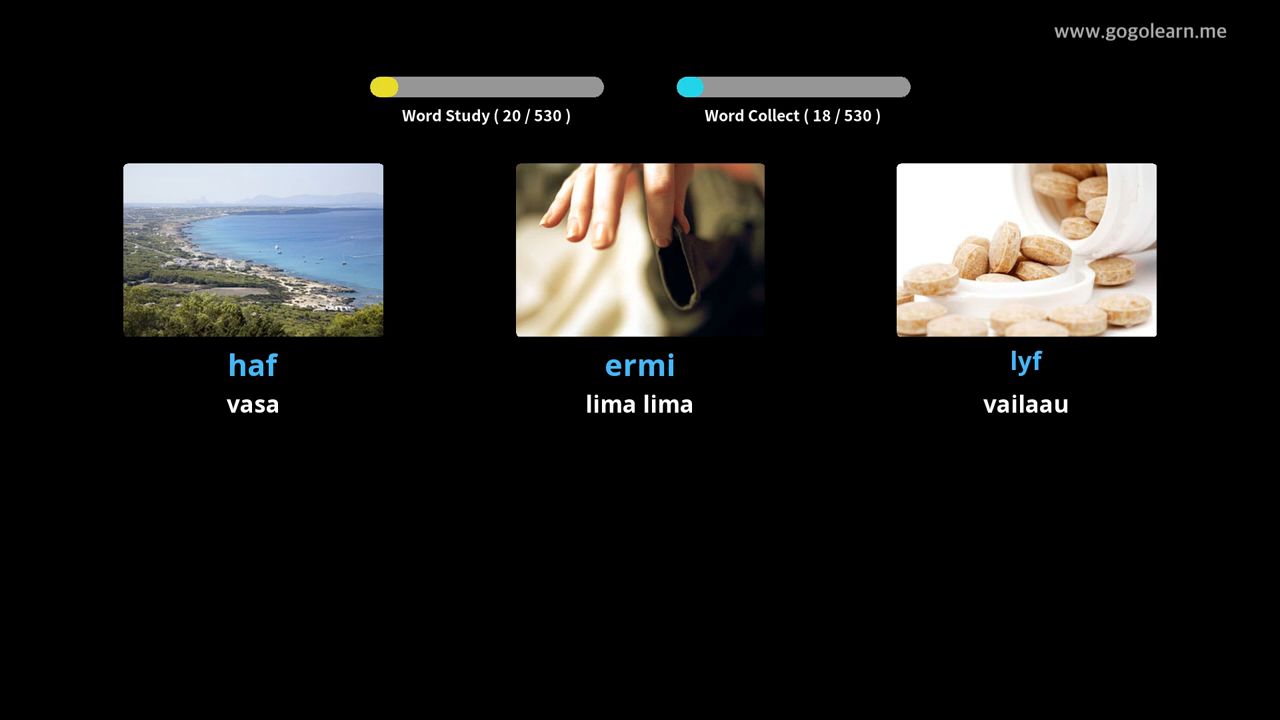 www.gogolearn.me
Word Study ( 20 / 530 )
Word Collect ( 18 / 530 )
haf
ermi
lyf
vasa
lima lima
vailaau